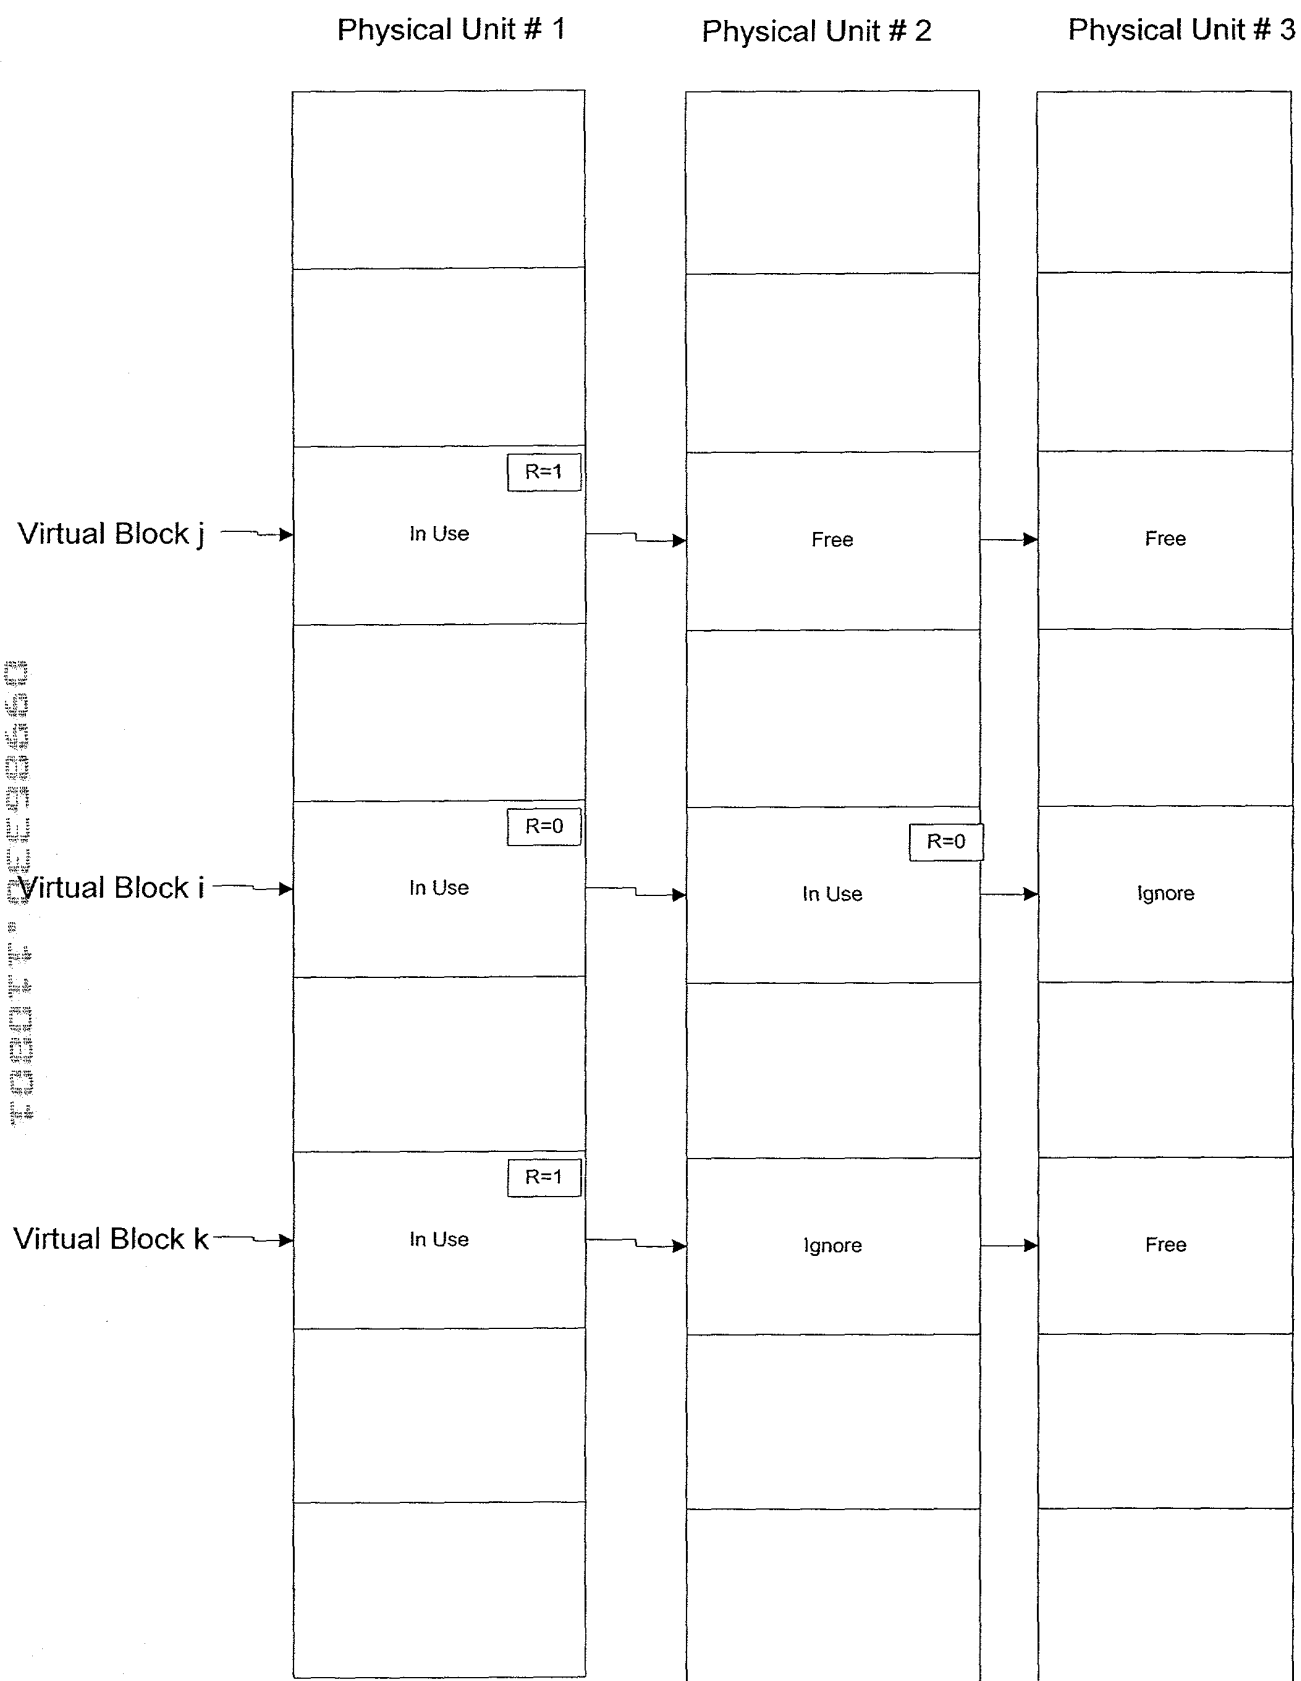 Physical Unit # 1 Physical Unit # 2 Physical Unit # 3
R=1
Virtual Block j In Use Free Free
R=0 R=0
Virtual Block i In Use In Use Ignore
R=1
Virtual Block k In Use Ignore Free